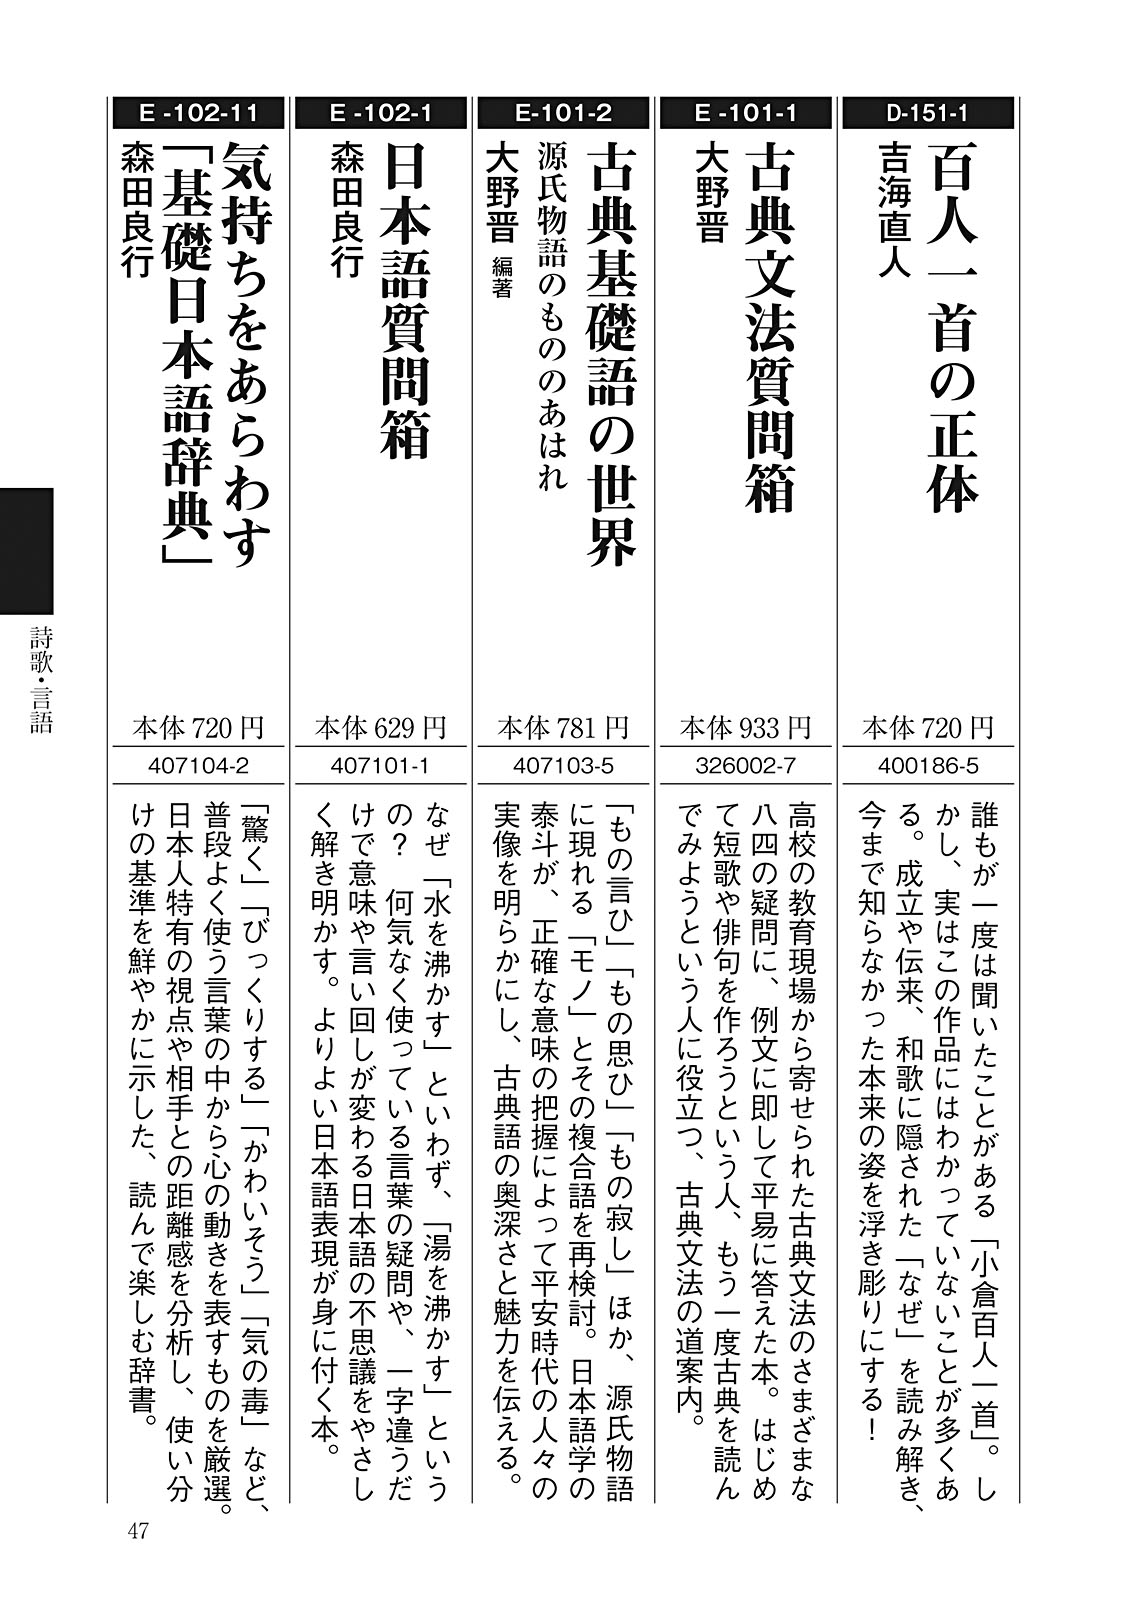 D-151-1
百人一首の正体
吉海直人
本体720円
400186-5
誰もが一度は聞いたことがある「小倉百人一首」。し
かし、実はこの作品にはわかっていないことが多くあ
る。成立や伝来、和歌に隠された「なぜ」を読み解き、
今まで知らなかった本来の姿を浮き彫りにする！
E-101-1
古典文法質問箱
大野晋
本体933円
326002-7
高校の教育現場から寄せられた古典文法のさまざまな
八四の疑問に、例文に即して平易に答えた本。はじめ
て短歌や俳句を作ろうという人、もう一度古典を読ん
でみようという人に役立つ、古典文法の道案内。
E-101-2
古典基礎語の世界
源氏物語のもののあはれ
大野晋 編著
本体781円
407103-5
「もの言ひ」「もの思ひ」「もの寂し」ほか、源氏物語
に現れる「モノ」とその複合語を再検討。日本語学の
泰斗が、正確な意味の把握によって平安時代の人々の
実像を明らかにし、古典語の奥深さと魅力を伝える。
E-102-1
日本語質問箱
森田良行
本体629円
407101-1
なぜ「水を沸かす」といわず、「湯を沸かす」という
の？　何気なく使っている言葉の疑問や、一字違うだ
けで意味や言い回しが変わる日本語の不思議をやさし
く解き明かす。よりよい日本語表現が身に付く本。
E-102-11
気持ちをあらわす
「基礎日本語辞典」
森田良行
本体720円
407104-2
「驚く」「びっくりする」「かわいそう」「気の毒」など、
普段よく使う言葉の中から心の動きを表すものを厳選。
日本人特有の視点や相手との距離感を分析し、使い分
けの基準を鮮やかに示した、読んで楽しむ辞書。
詩歌・言語
47